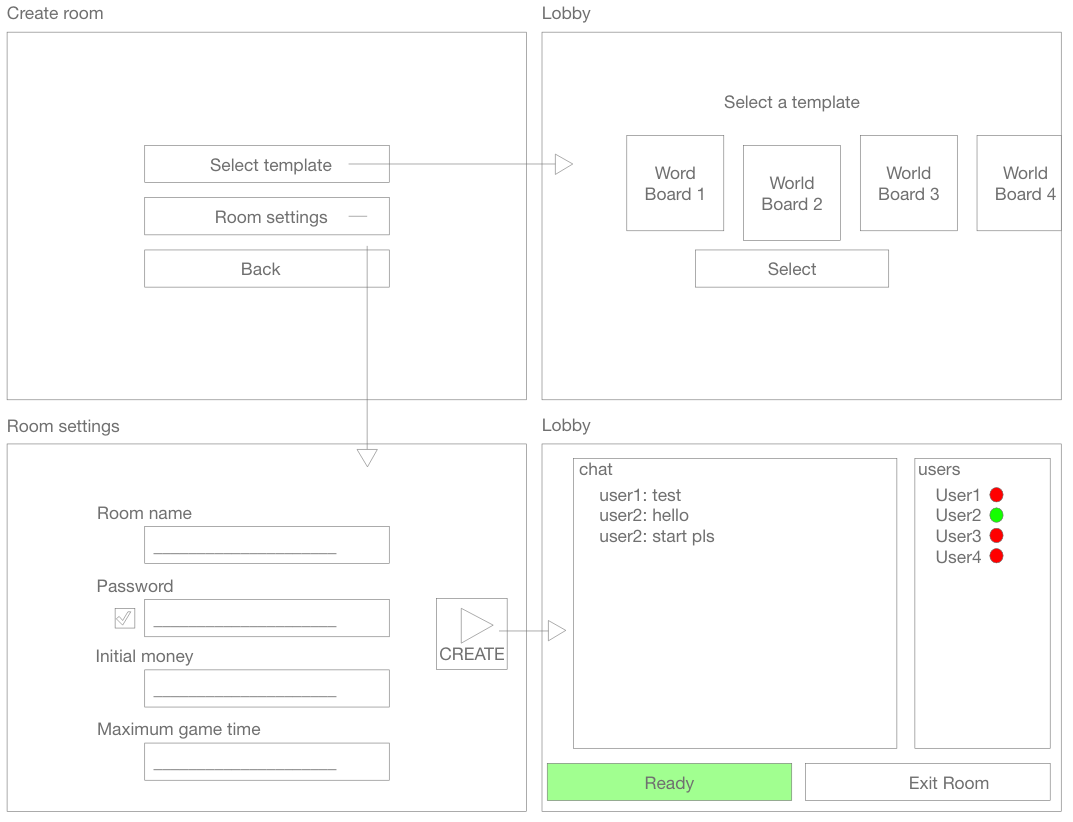 Create room
Select template
Room settings
Back
Lobby
Select a template
Word
Board 1
World
Board 2
World
Board 3
World
Board 4
Select
Room settings
Room name
Password
Initial money
Maximum game time
CREATE
Lobby
chat
user1: test
user2: hello
user2: start pls
users
User1
User2
User3
User4
Ready
Exit Room